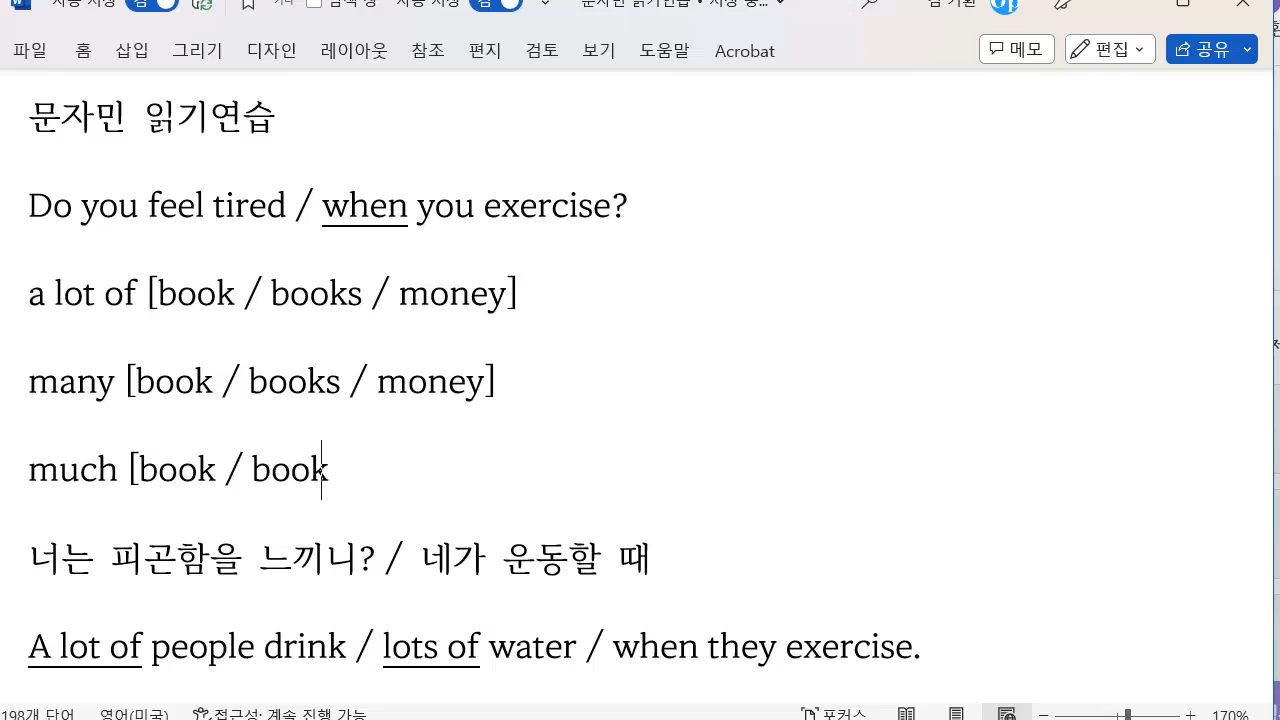 파일 홈 삽입 그리기 디자인 레이아웃 참조 편지 검토 보기 도움말 Acrobat 메모 편집 공유
문자민 읽기연습
Do you feel tired / when you exercise?
a lot of [book / books / money]
many [book / books / money]
much [book / book
너는 피곤함을 느끼니? / 네가 운동할 때
A lot of people drink / lots of water / when they exercise.
198개 단어 영어(미국) 접근성: 계속 진행 가능 포커스 170%